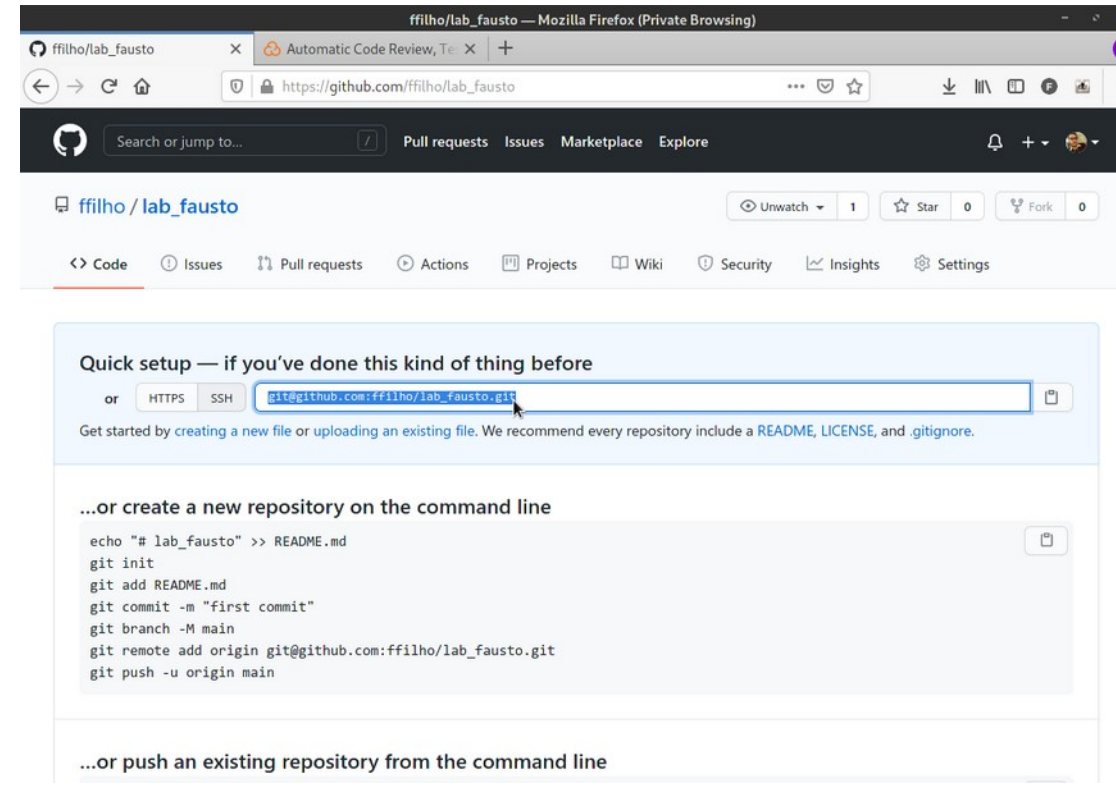 ffilho/lab_fausto — Mozilla Firefox (Private Browsing)
ffilho/lab_fausto Automatic Code Review, Te
https://github.com/ffilho/lab_fausto
Search or jump to... / Pull requests Issues Marketplace Explore
ffilho / lab_fausto Unwatch 1 Star 0 Fork 0
<> Code Issues Pull requests Actions Projects Wiki Security Insights Settings
Quick setup — if you’ve done this kind of thing before
or HTTPS SSH git@github.com:ffilho/lab_fausto.git
Get started by creating a new file or uploading an existing file. We recommend every repository include a README, LICENSE, and .gitignore.
...or create a new repository on the command line
echo "# lab_fausto" >> README.md
git init
git add README.md
git commit -m "first commit"
git branch -M main
git remote add origin git@github.com:ffilho/lab_fausto.git
git push -u origin main
...or push an existing repository from the command line